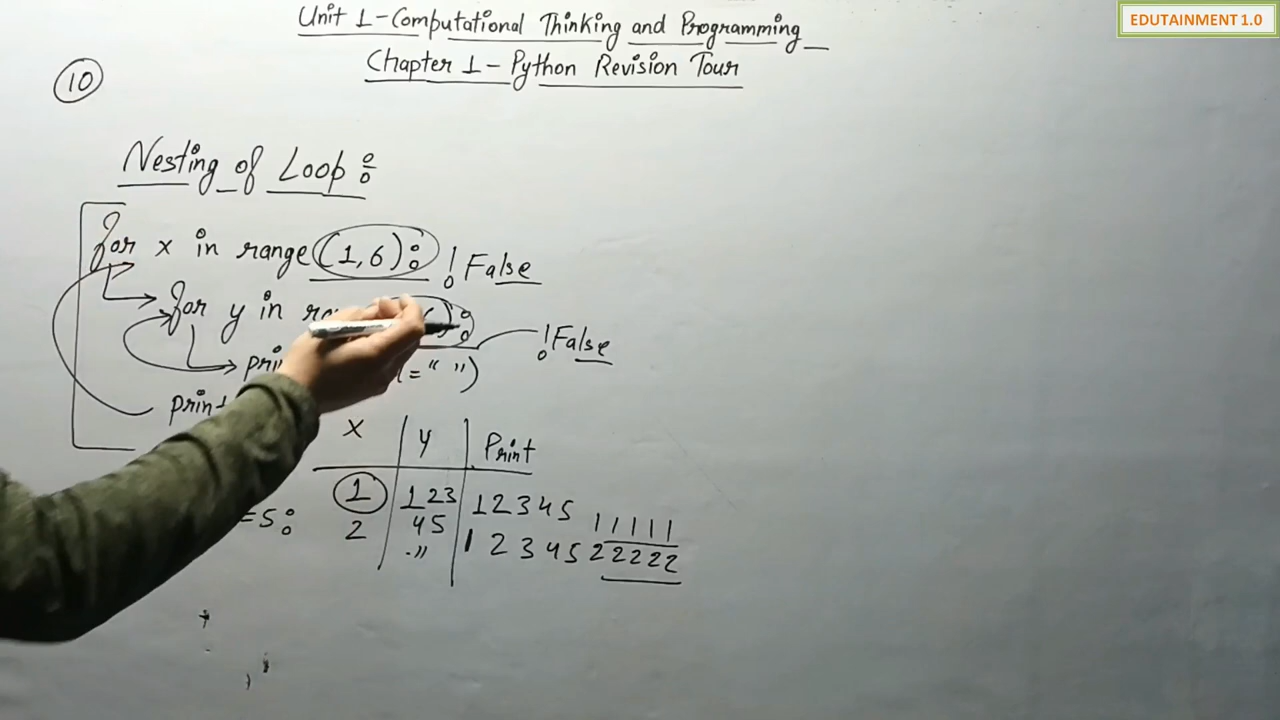 EDUTAINMENT 1.0
Unit 1 - Computational Thinking and Programming
Chapter 1 - Python Revision Tour
10
Nesting of Loop :
for x in range (1,6) : ! False
for y in ): ! False
= " ")
x | y | Print
1 | 1 2 3 | 1 2 3 4 5
=5:
2 | 4 5 | 1 1 1 1 1
" | 1 2 3 4 5 2 2 2 2 2